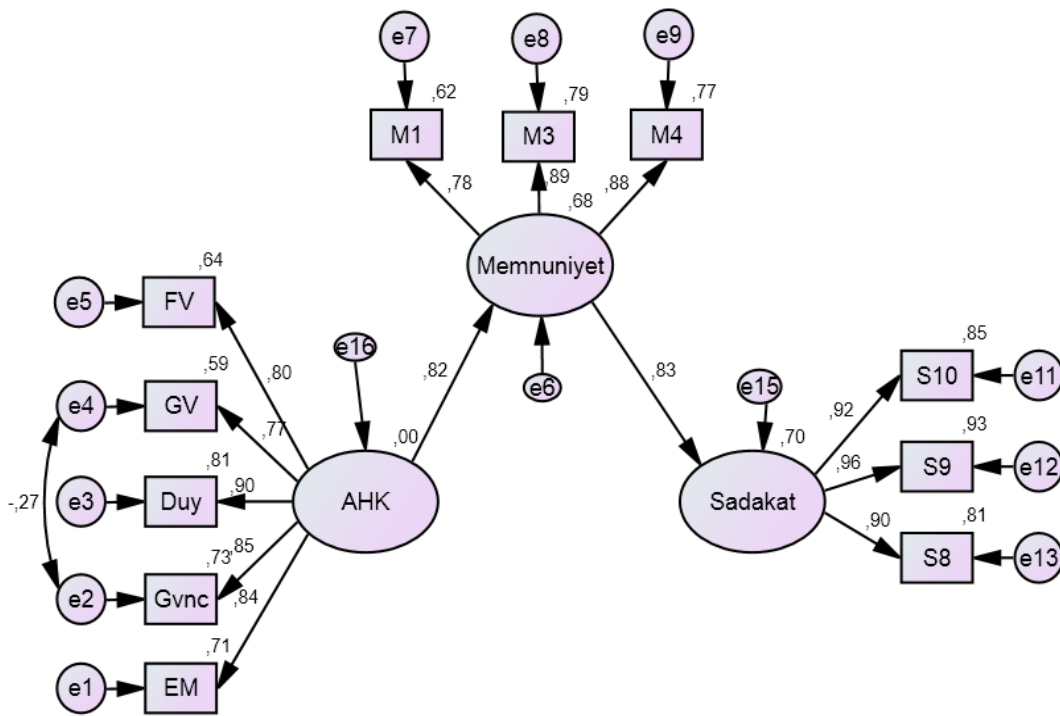 e7
e8
e9
,62
,79
,77
M1
M3
M4
,78
,89
,88
,68
Memnuniyet
,64
e5
FV
e16
,80
,82
e6
,83
,59
e4
GV
,77
,00
e15
,85
S10
e11
,92
,70
,93
-,27
,81
e3
Duy
,90
AHK
Sadakat
,96
S9
e12
,90
,81
S8
e13
,73
,85
e2
Gvnc
,84
,71
e1
EM